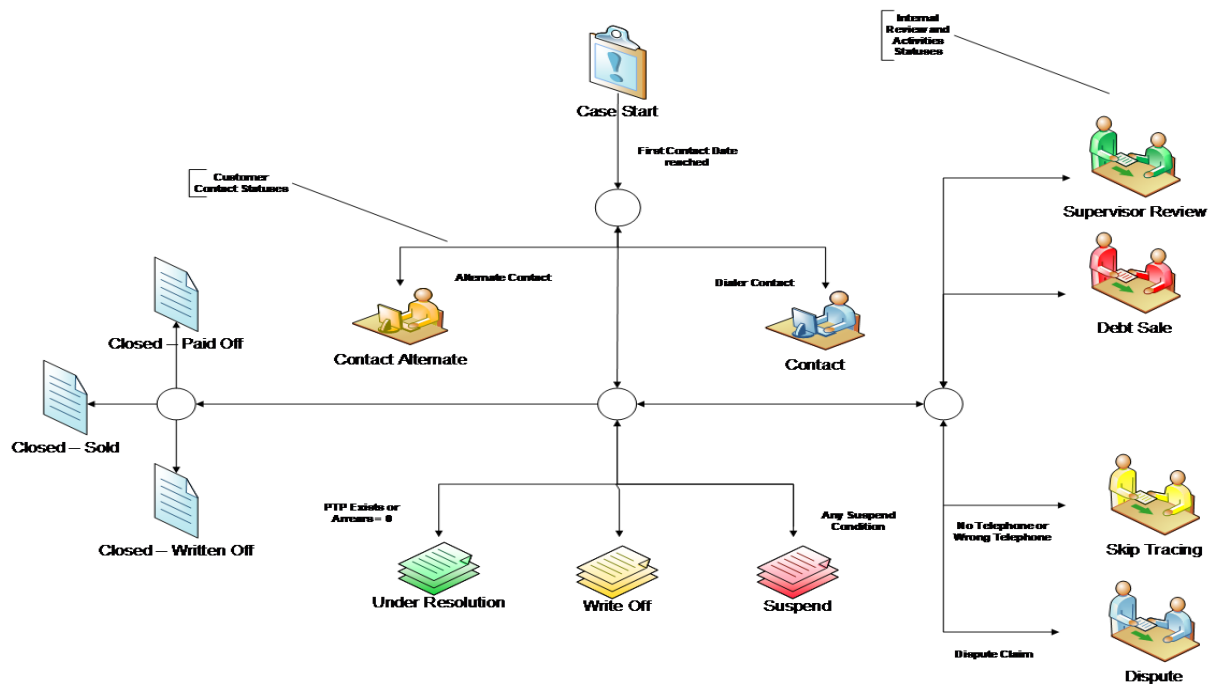 Internal
Review and
Activities
Statuses
Case Start
First Contact Date
reached
Customer
Contact Statuses
Supervisor Review
Alternate Contact
Dialer Contact
Debt Sale
Closed – Paid Off
Contact Alternate
Contact
Closed – Sold
PTP Exists or
Arrears = 0
Any Suspend
Condition
No Telephone or
Wrong Telephone
Closed – Written Off
Skip Tracing
Under Resolution
Write Off
Suspend
Dispute Claim
Dispute